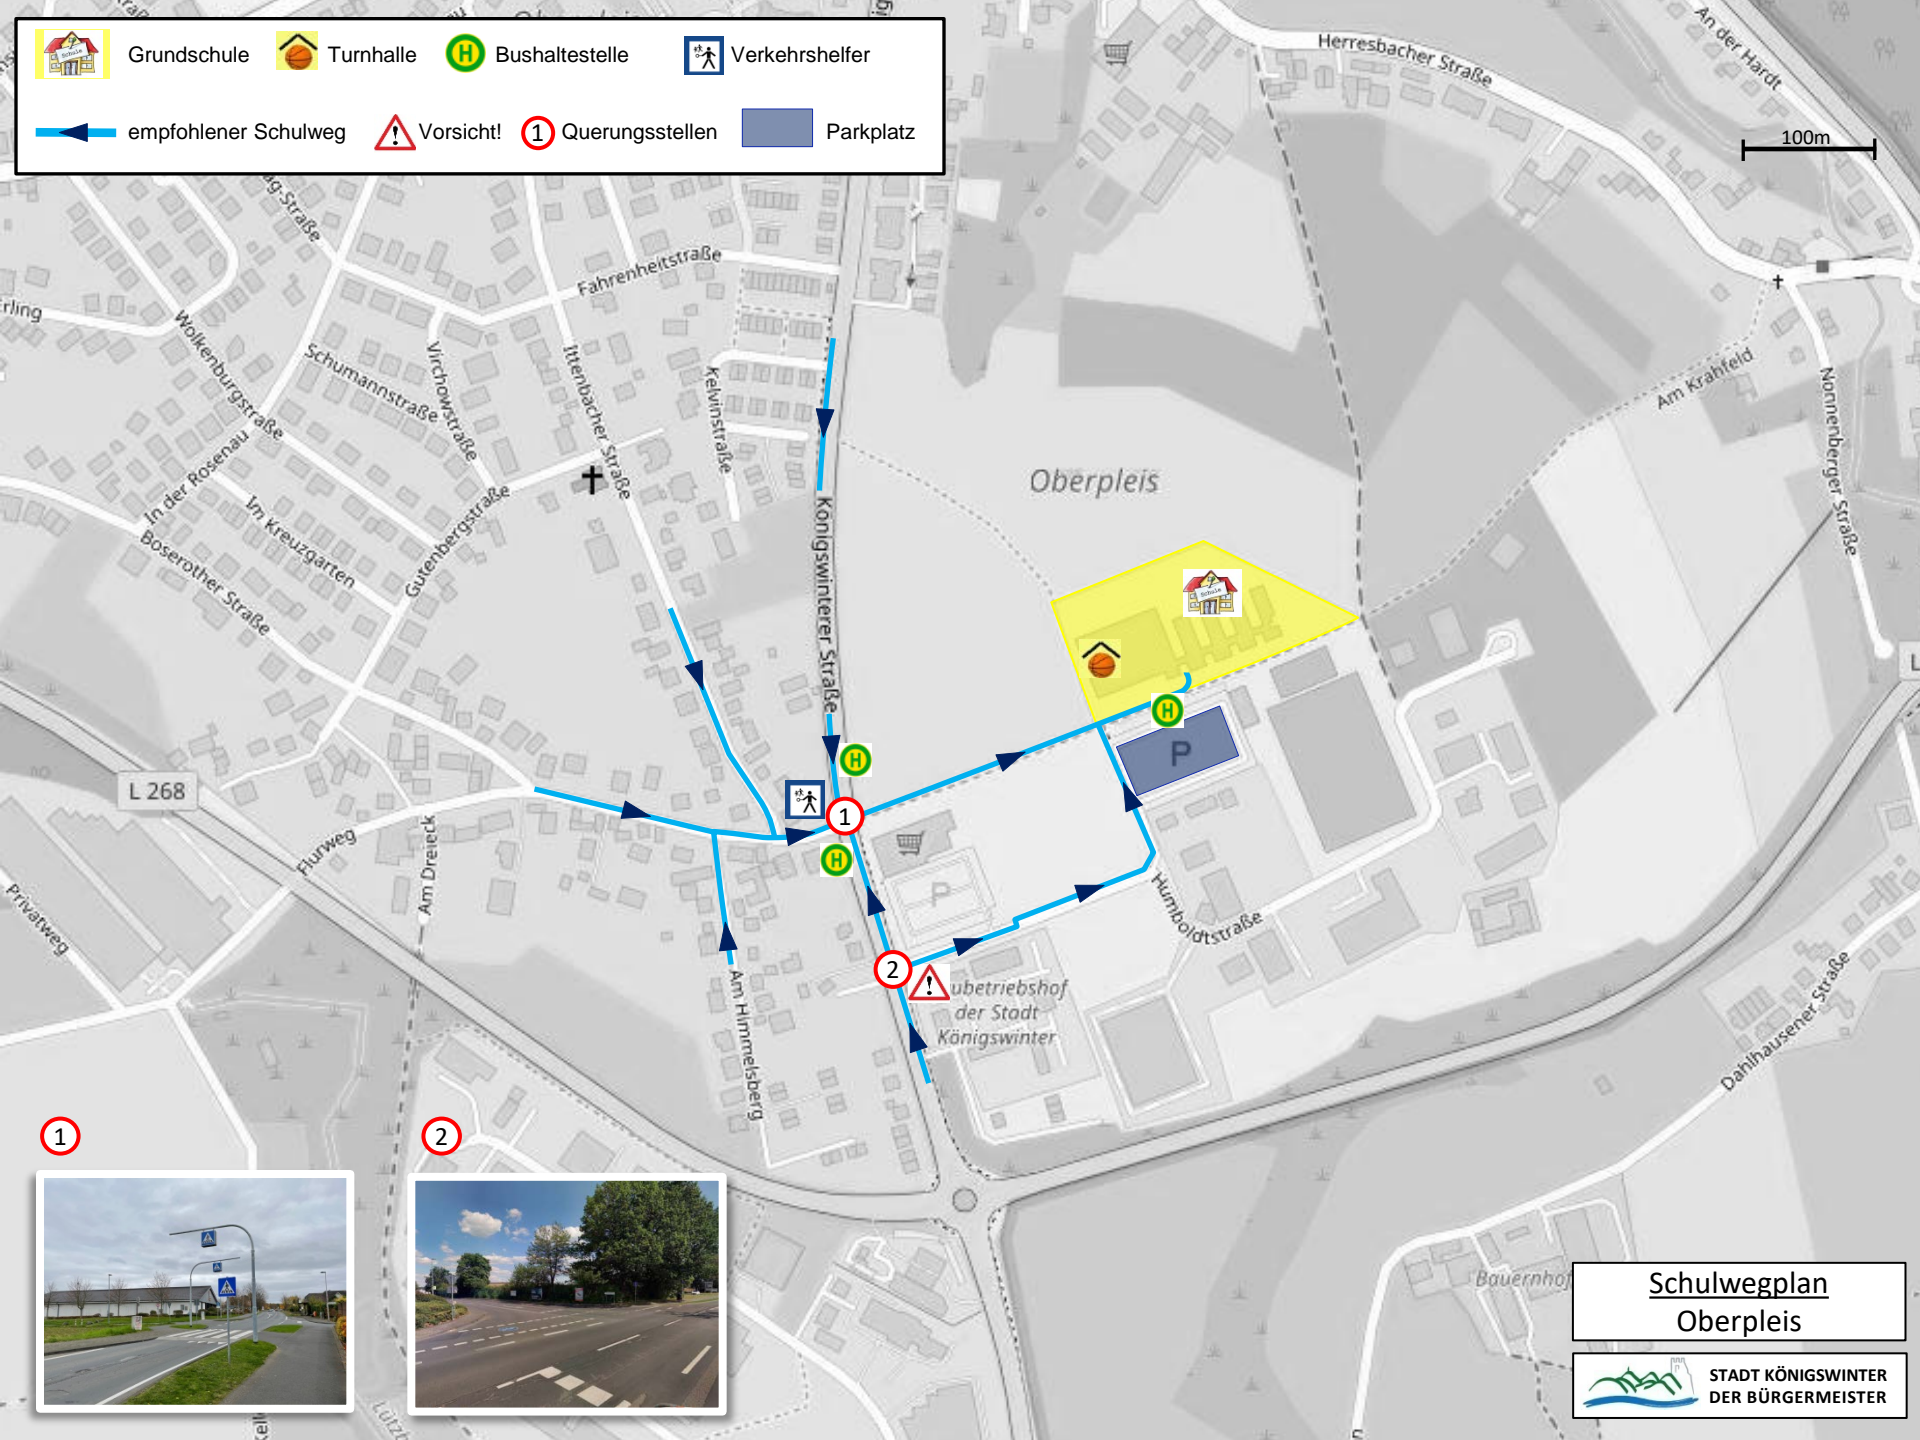 Grundschule
Turnhalle
H
Bushaltestelle
Verkehrshelfer
empfohlener Schulweg
Vorsicht!
1
Querungsstellen
Parkplatz
100m
Herresbacher Straße
An der Hardt
Fahrenheitstraße
Wolkenburgstraße
Schumannstraße
Virchowstraße
Ittenbacher Straße
Kelvinstraße
Am Krahfeld
Nonnenberger Straße
In der Rosenau
Im Kreuzgarten
Gutenbergstraße
Boserother Straße
Königswinterer Straße
Oberpleis
Schule
H
P
L 268
H
1
H
P
Flurweg
Am Dreieck
Privatweg
Humboldtstraße
2
ubetriebshof
der Stadt
Königswinter
Am Himmelsberg
Dahlhausener Straße
1
2
Bauernhof
Schulwegplan
Oberpleis
STADT KÖNIGSWINTER
DER BÜRGERMEISTER